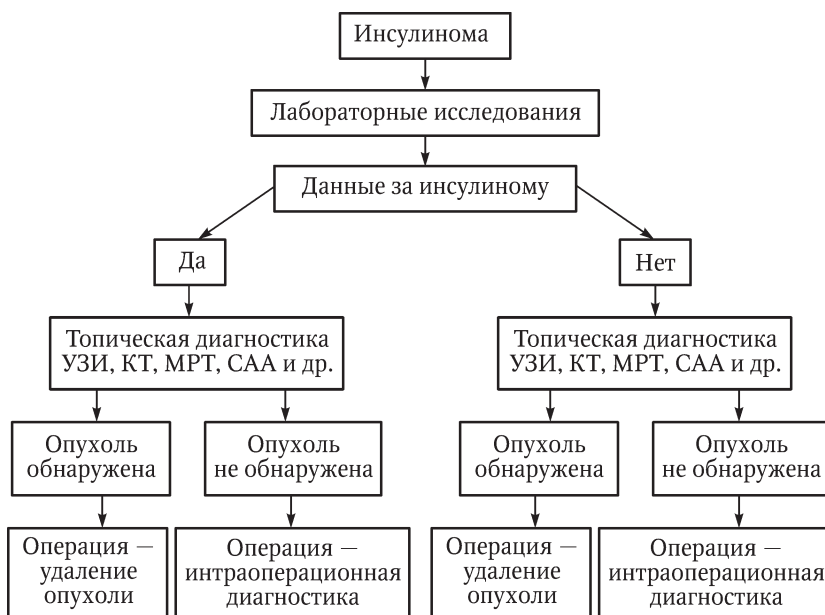 Инсулинома
Лабораторные исследования
Данные за инсулиному
Да
Нет
Топическая диагностика
УЗИ, КТ, МРТ, САА и др.
Топическая диагностика
УЗИ, КТ, МРТ, САА и др.
Опухоль
обнаружена
Опухоль
не обнаружена
Опухоль
обнаружена
Опухоль
не обнаружена
Операция —
удаление
опухоли
Операция —
интраоперационная
диагностика
Операция —
удаление
опухоли
Операция —
интраоперационная
диагностика